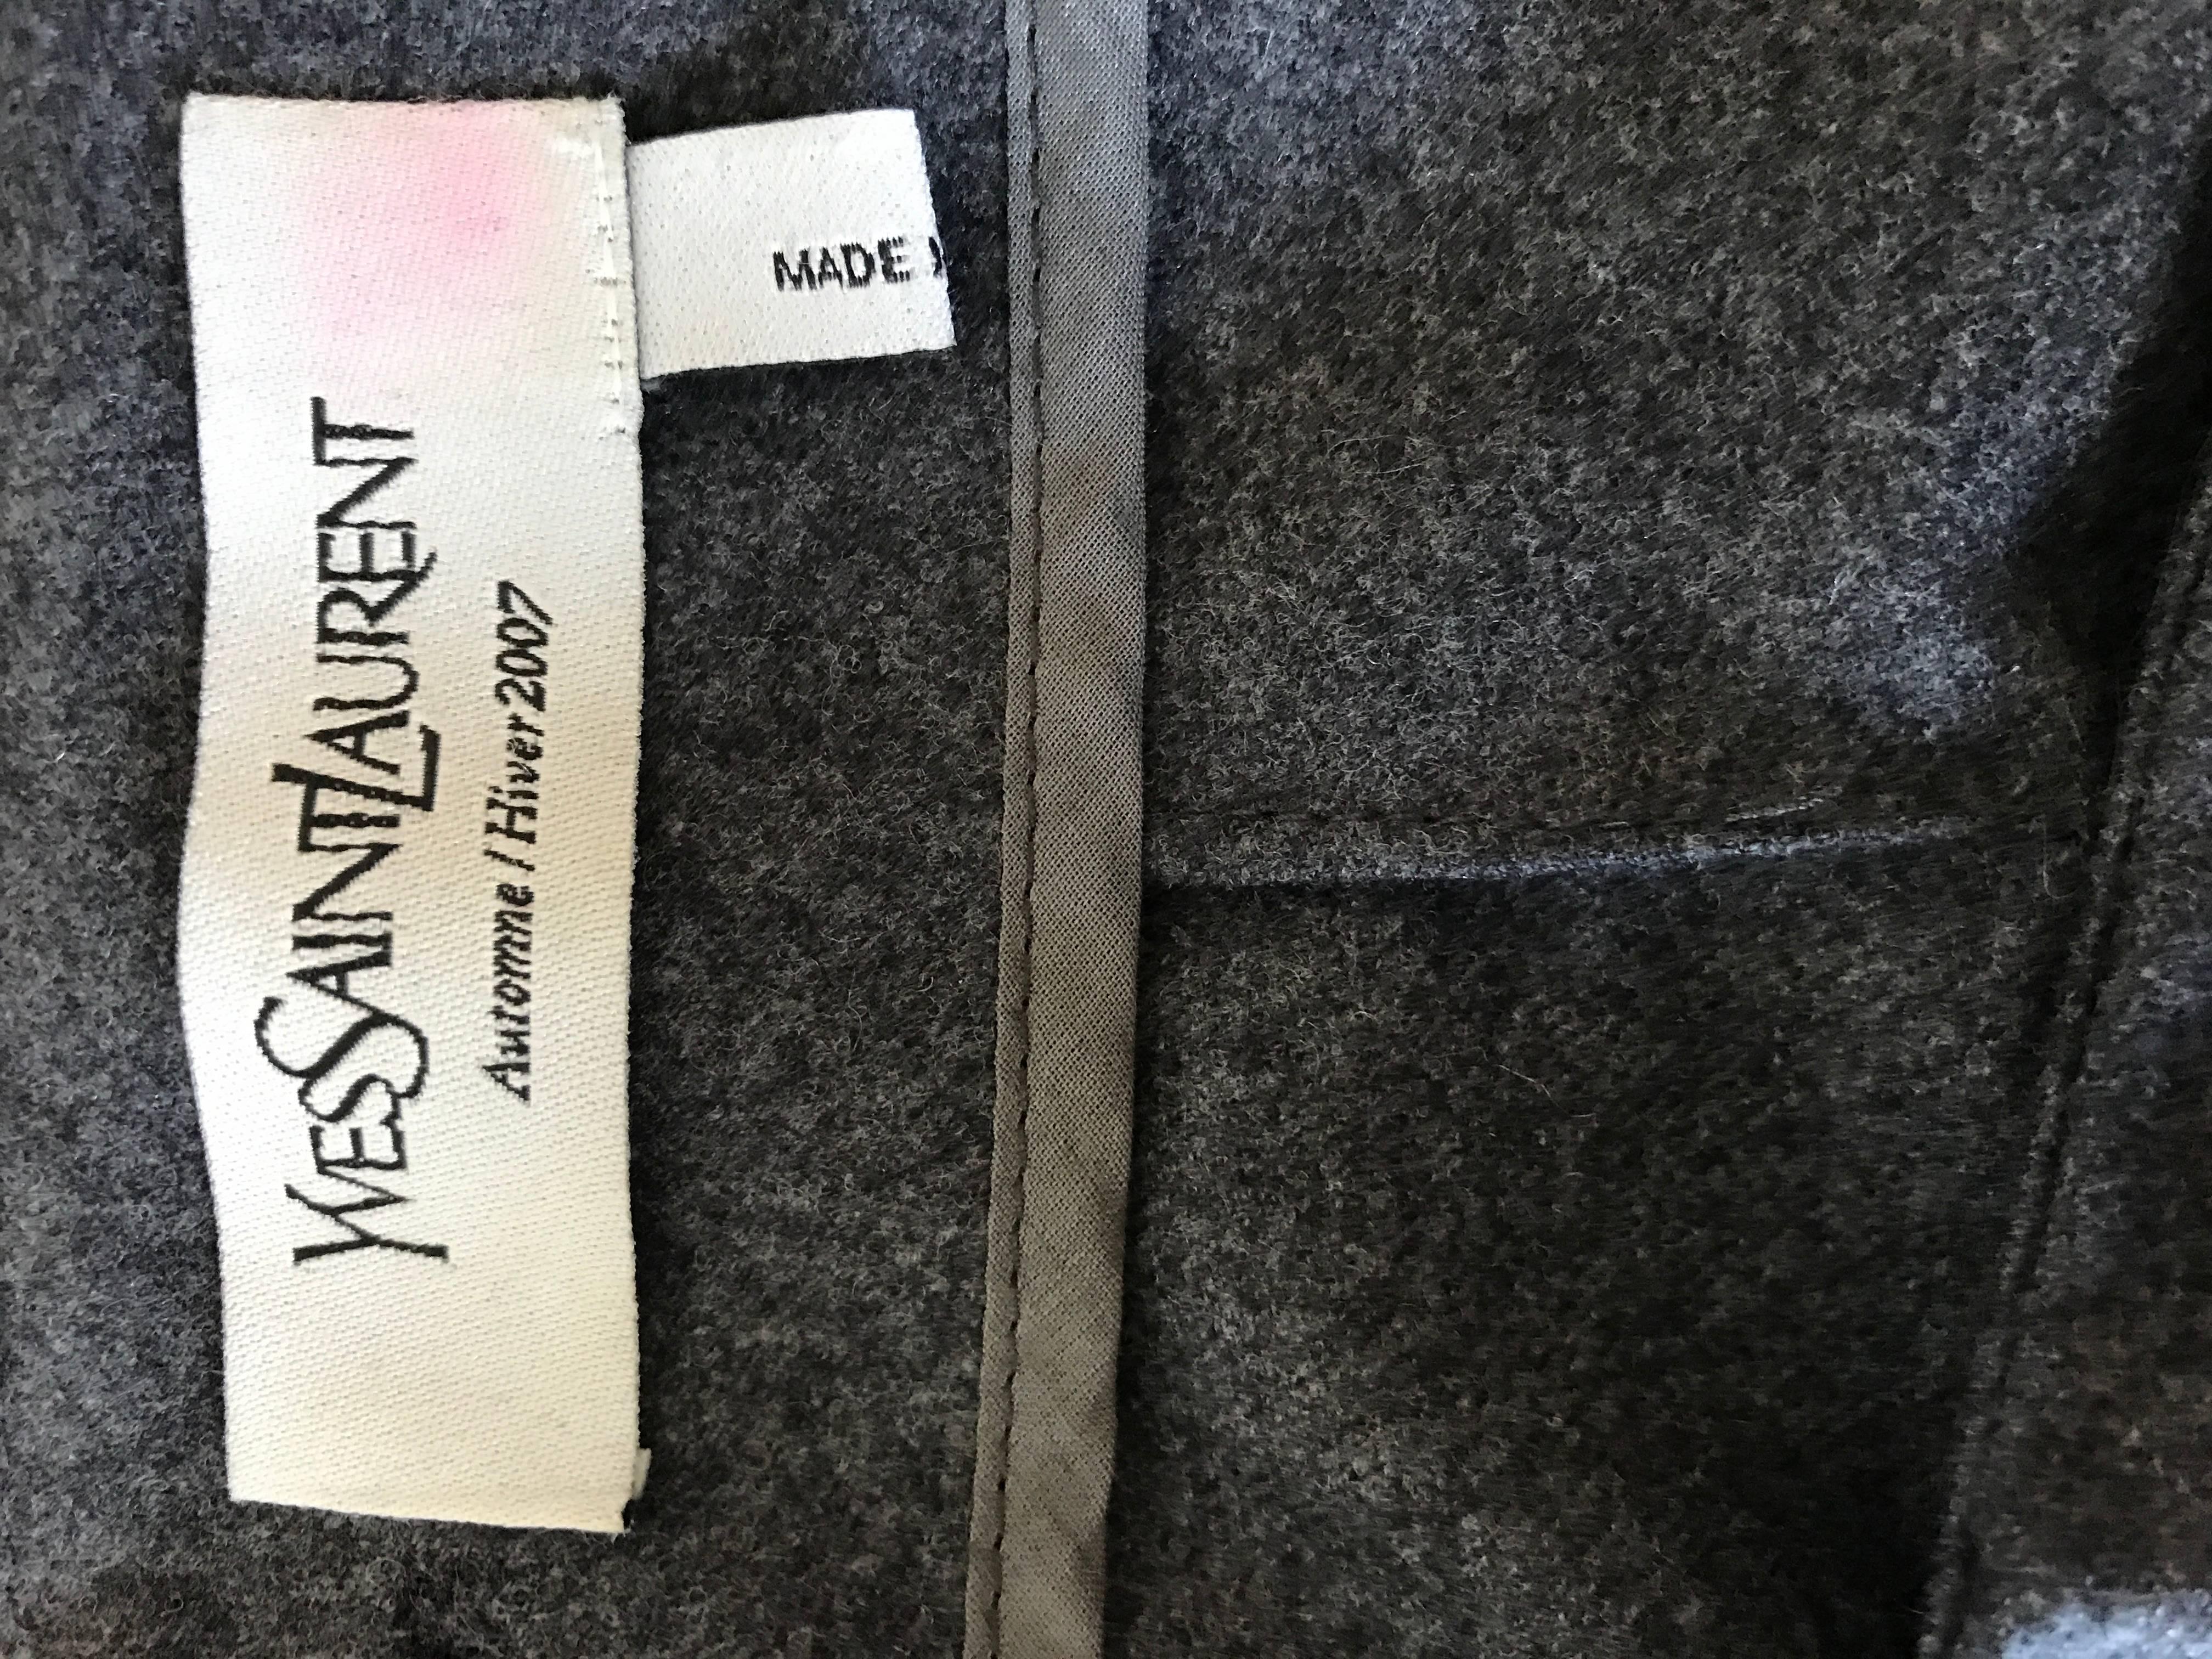 YVESSAINTLAURENT
Automne / Hiver 2007
MADE